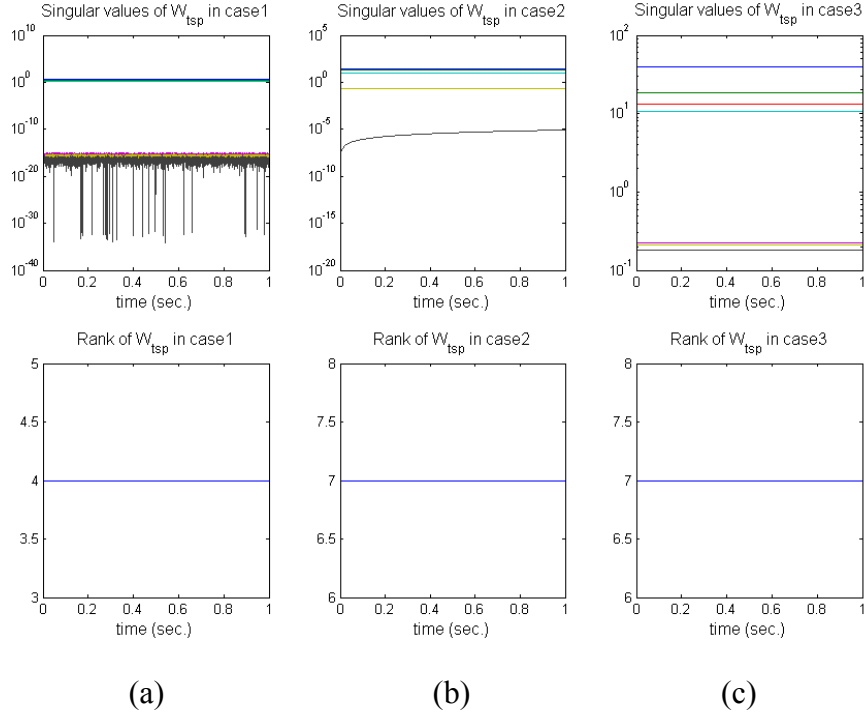 Singular values of W_tsp in case1
10^10
10^0
10^-10
10^-20
10^-30
10^-40
0 0.2 0.4 0.6 0.8 1
time (sec.)
Singular values of W_tsp in case2
10^5
10^0
10^-5
10^-10
10^-15
10^-20
0 0.2 0.4 0.6 0.8 1
time (sec.)
Singular values of W_tsp in case3
10^2
10^1
10^0
10^-1
0 0.2 0.4 0.6 0.8 1
time (sec.)
Rank of W_tsp in case1
5
4.5
4
3.5
3
0 0.2 0.4 0.6 0.8 1
time (sec.)
Rank of W_tsp in case2
8
7.5
7
6.5
6
0 0.2 0.4 0.6 0.8 1
time (sec.)
Rank of W_tsp in case3
8
7.5
7
6.5
6
0 0.2 0.4 0.6 0.8 1
time (sec.)
(a) (b) (c)